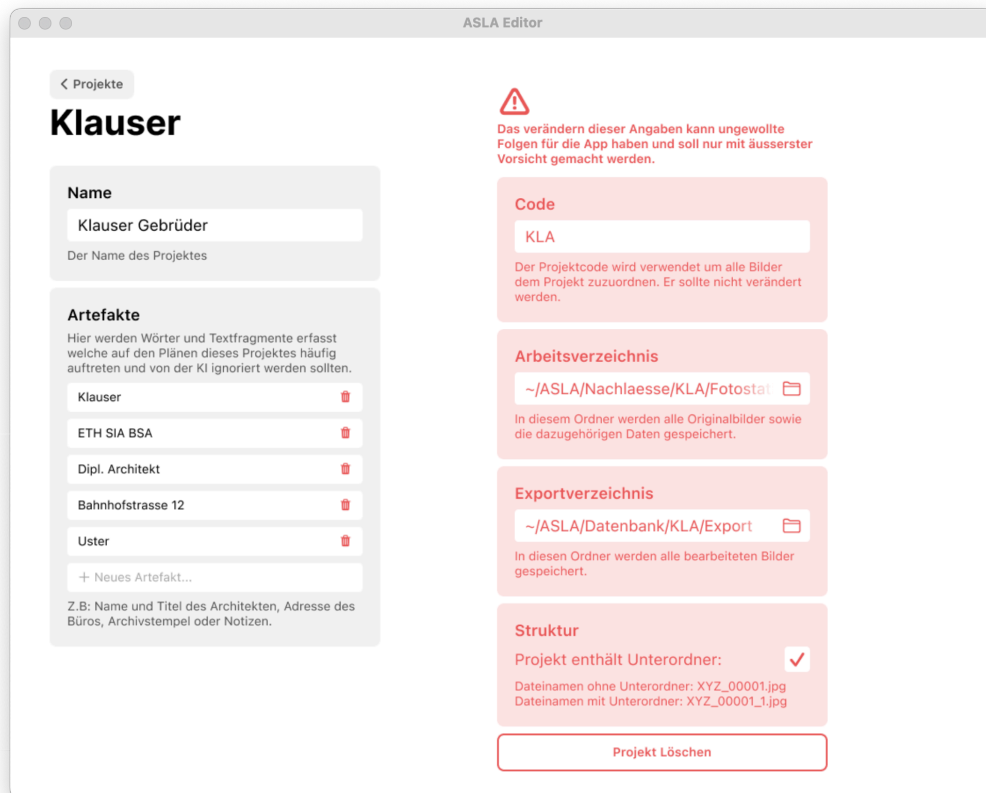 ASLA Editor
Projekte
Klauser
Name
Klauser Gebrüder
Der Name des Projektes
Artefakte
Hier werden Wörter und Textfragmente erfasst
welche auf den Plänen dieses Projektes häufig
auftreten und von der KI ignoriert werden sollten.
Klauser
ETH SIA BSA
Dipl. Architekt
Bahnhofstrasse 12
Uster
+ Neues Artefakt...
Z.B: Name und Titel des Architekten, Adresse des
Büros, Archivstempel oder Notizen.
Das verändern dieser Angaben kann ungewollte
Folgen für die App haben und soll nur mit äusserster
Vorsicht gemacht werden.
Code
KLA
Der Projektcode wird verwendet um alle Bilder
dem Projekt zuzuordnen. Er sollte nicht verändert
werden.
Arbeitsverzeichnis
~/ASLA/Nachlaesse/KLA/Fotostat
In diesem Ordner werden alle Originalbilder sowie
die dazugehörigen Daten gespeichert.
Exportverzeichnis
~/ASLA/Datenbank/KLA/Export
In diesen Ordner werden alle bearbeiteten Bilder
gespeichert.
Struktur
Projekt enthält Unterordner:
Dateinamen ohne Unterordner: XYZ_00001.jpg
Dateinamen mit Unterordner: XYZ_00001_1.jpg
Projekt Löschen